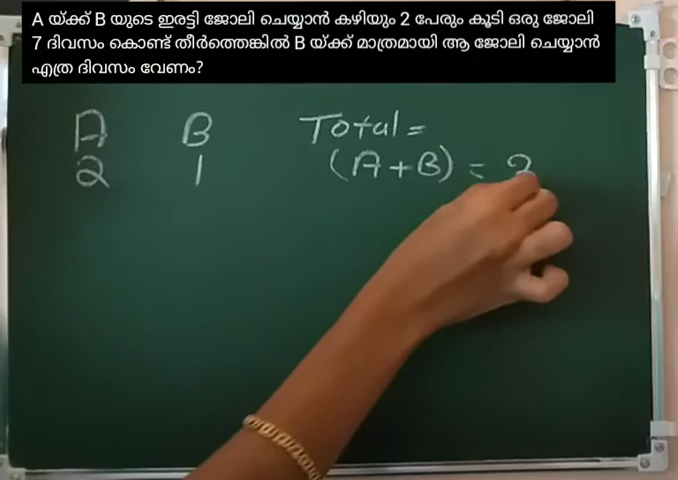 A യ്ക്ക് B യുടെ ഇരട്ടി ജോലി ചെയ്യാൻ കഴിയും 2 പേരും കൂടി ഒരു ജോലി
7 ദിവസം കൊണ്ട് തീർത്തെങ്കിൽ B യ്ക്ക് മാത്രമായി ആ ജോലി ചെയ്യാൻ
എത്ര ദിവസം വേണം?
A B Total =
2 1 (A+B) =